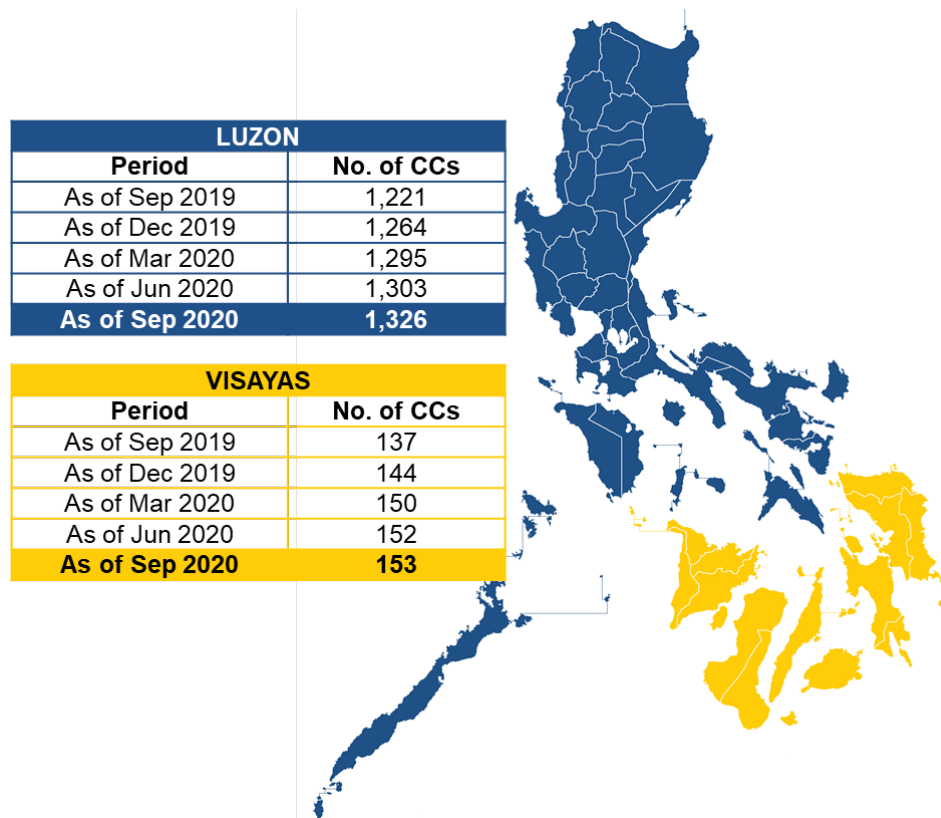 LUZON
Period No. of CCs
As of Sep 2019 1,221
As of Dec 2019 1,264
As of Mar 2020 1,295
As of Jun 2020 1,303
As of Sep 2020 1,326
VISAYAS
Period No. of CCs
As of Sep 2019 137
As of Dec 2019 144
As of Mar 2020 150
As of Jun 2020 152
As of Sep 2020 153